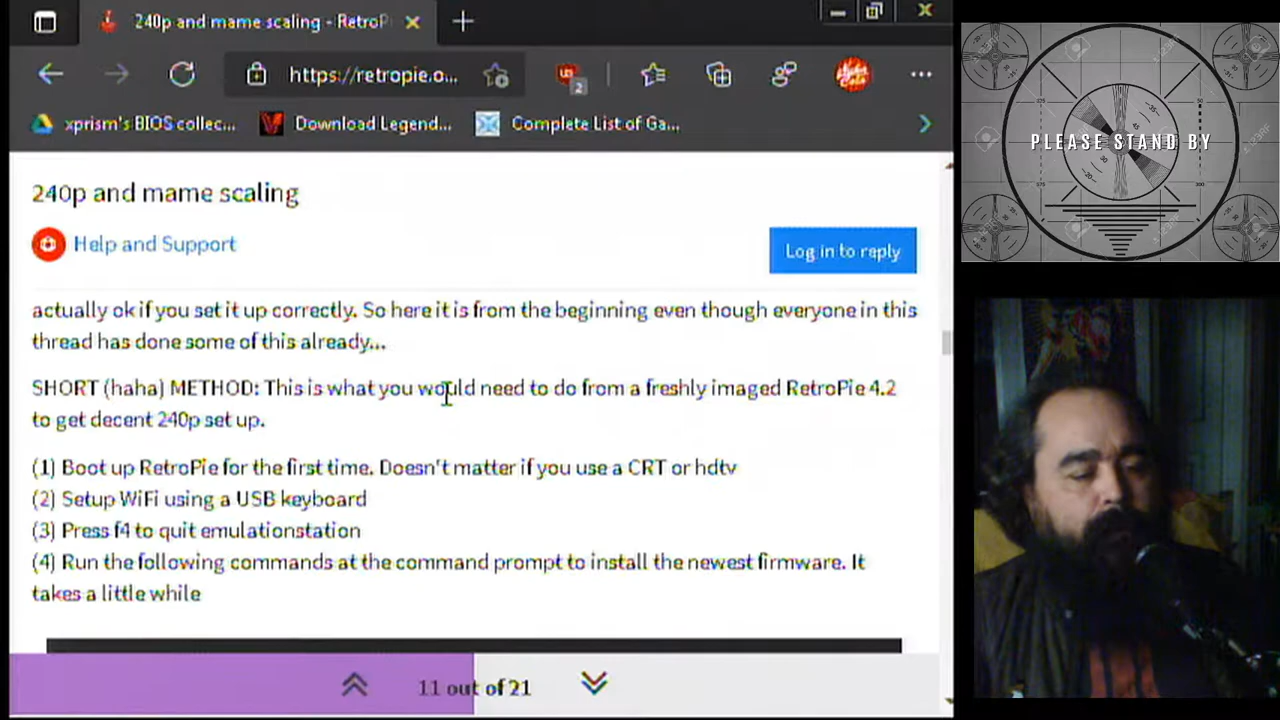 240p and mame scaling - RetroP
https://retropie.o...
2
xprism's BIOS collec...
Download Legend...
Complete List of Ga...
240p and mame scaling
Help and Support
Log in to reply
actually ok if you set it up correctly. So here it is from the beginning even though everyone in this
thread has done some of this already...
SHORT (haha) METHOD: This is what you would need to do from a freshly imaged RetroPie 4.2
to get decent 240p set up.
(1) Boot up RetroPie for the first time. Doesn't matter if you use a CRT or hdtv
(2) Setup WiFi using a USB keyboard
(3) Press f4 to quit emulationstation
(4) Run the following commands at the command prompt to install the newest firmware. It
takes a little while
11 out of 21
PLEASE STAND BY